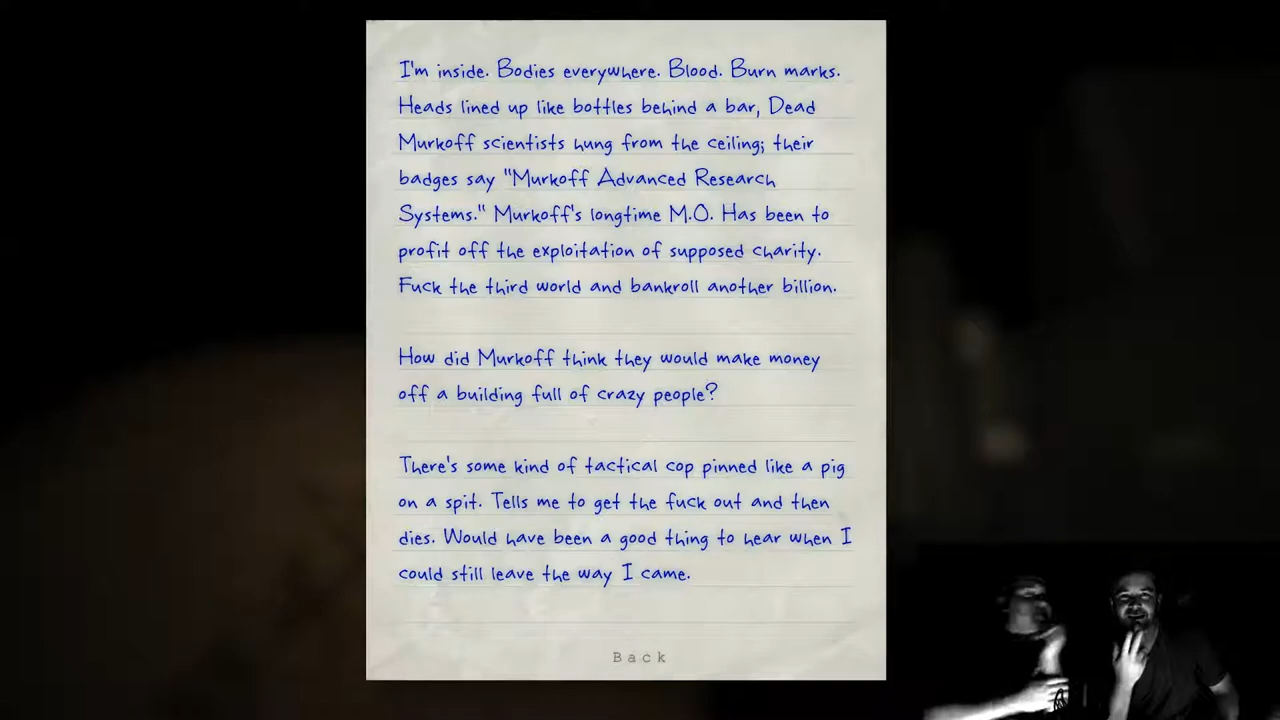 I'm inside. Bodies everywhere. Blood. Burn marks.
Heads lined up like bottles behind a bar, Dead
Murkoff scientists hung from the ceiling; their
badges say "Murkoff Advanced Research
Systems." Murkoff's longtime M.O. Has been to
profit off the exploitation of supposed charity.
Fuck the third world and bankroll another billion.
How did Murkoff think they would make money
off a building full of crazy people?
There's some kind of tactical cop pinned like a pig
on a spit. Tells me to get the fuck out and then
dies. Would have been a good thing to hear when I
could still leave the way I came.
Back